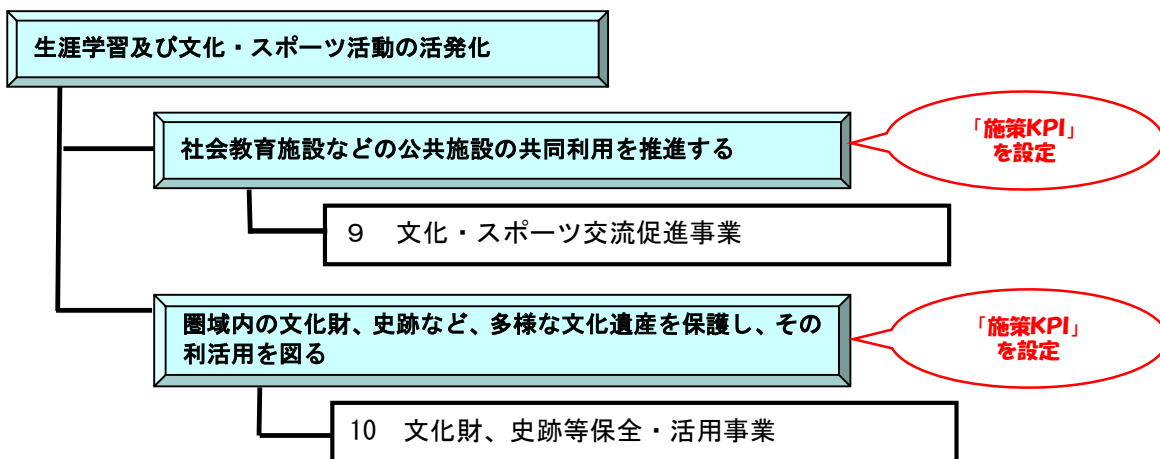 生涯学習及び文化・スポーツ活動の活発化
社会教育施設などの公共施設の共同利用を推進する
「施策KPI」
を設定
９　文化・スポーツ交流促進事業
圏域内の文化財、史跡など、多様な文化遺産を保護し、その
利活用を図る
「施策KPI」
を設定
10　文化財、史跡等保全・活用事業